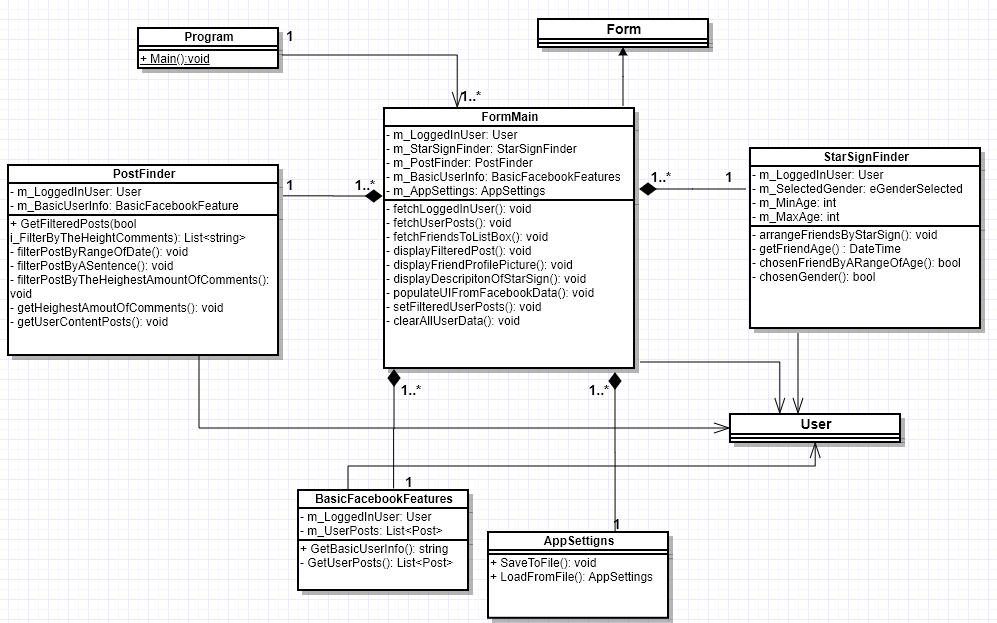 Program
+ Main():void
1
1..*
Form
FormMain
- m_LoggedInUser: User
- m_StarSignFinder: StarSignFinder
- m_PostFinder: PostFinder
- m_BasicUserInfo: BasicFacebookFeatures
- m_AppSettings: AppSettings
- fetchLoggedInUser(): void
- fetchUserPosts(): void
- fetchFriendsToListBox(): void
- displayFilteredPost(): void
- displayFriendProfilePicture(): void
- displayDescripitonOfStarSign(): void
- populateUIFromFacebookData(): void
- setFilteredUserPosts(): void
- clearAllUserData(): void
PostFinder
- m_LoggedInUser: User
- m_BasicUserInfo: BasicFacebookFeature
+ GetFilteredPosts(bool
i_FilterByTheHeightComments): List<string>
- filterPostByRangeOfDate(): void
- filterPostByASentence(): void
- filterPostByTheHeighestAmountOfComments():
void
- getHeighestAmoutOfComments(): void
- getUserContentPosts(): void
1
1..*
StarSignFinder
- m_LoggedInUser: User
- m_SelectedGender: eGenderSelected
- m_MinAge: int
- m_MaxAge: int
- arrangeFriendsByStarSign(): void
- getFriendAge() : DateTime
- chosenFriendByARangeOfAge(): bool
- chosenGender(): bool
1..*
1
1..*
1..*
User
1
BasicFacebookFeatures
- m_LoggedInUser: User
- m_UserPosts: List<Post>
+ GetBasicUserInfo(): string
- GetUserPosts(): List<Post>
1
AppSettigns
+ SaveToFile(): void
+ LoadFromFile(): AppSettings